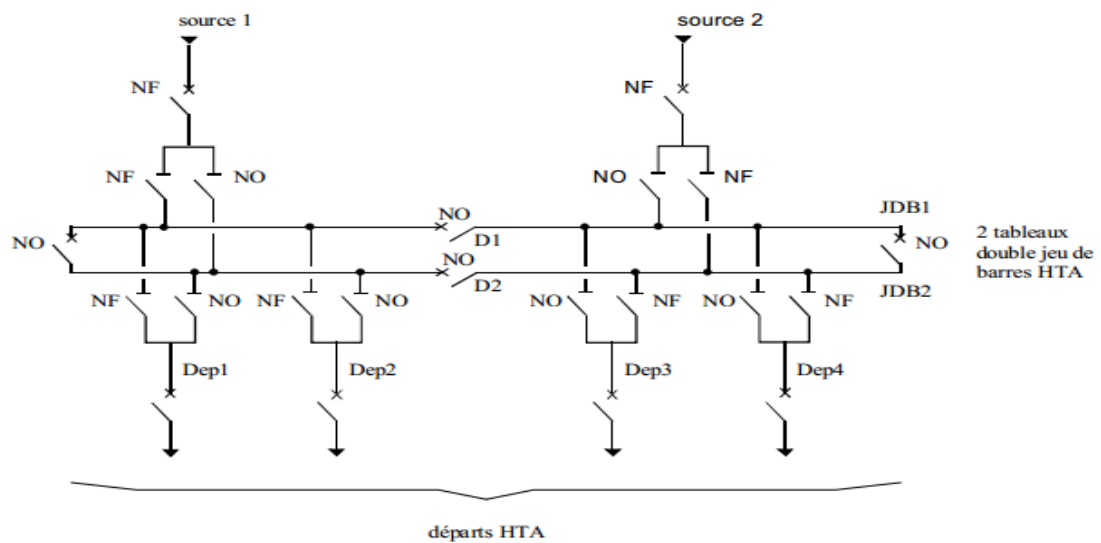 source 1
source 2
NF
NF
NF
NO
NO
NF
JDB1
NO
D1
NO
D2
NO
NO
JDB2
2 tableaux
double jeu de
barres HTA
NF
NO
NF
NO
NO
NF
NO
NF
Dep1
Dep2
Dep3
Dep4
départs HTA